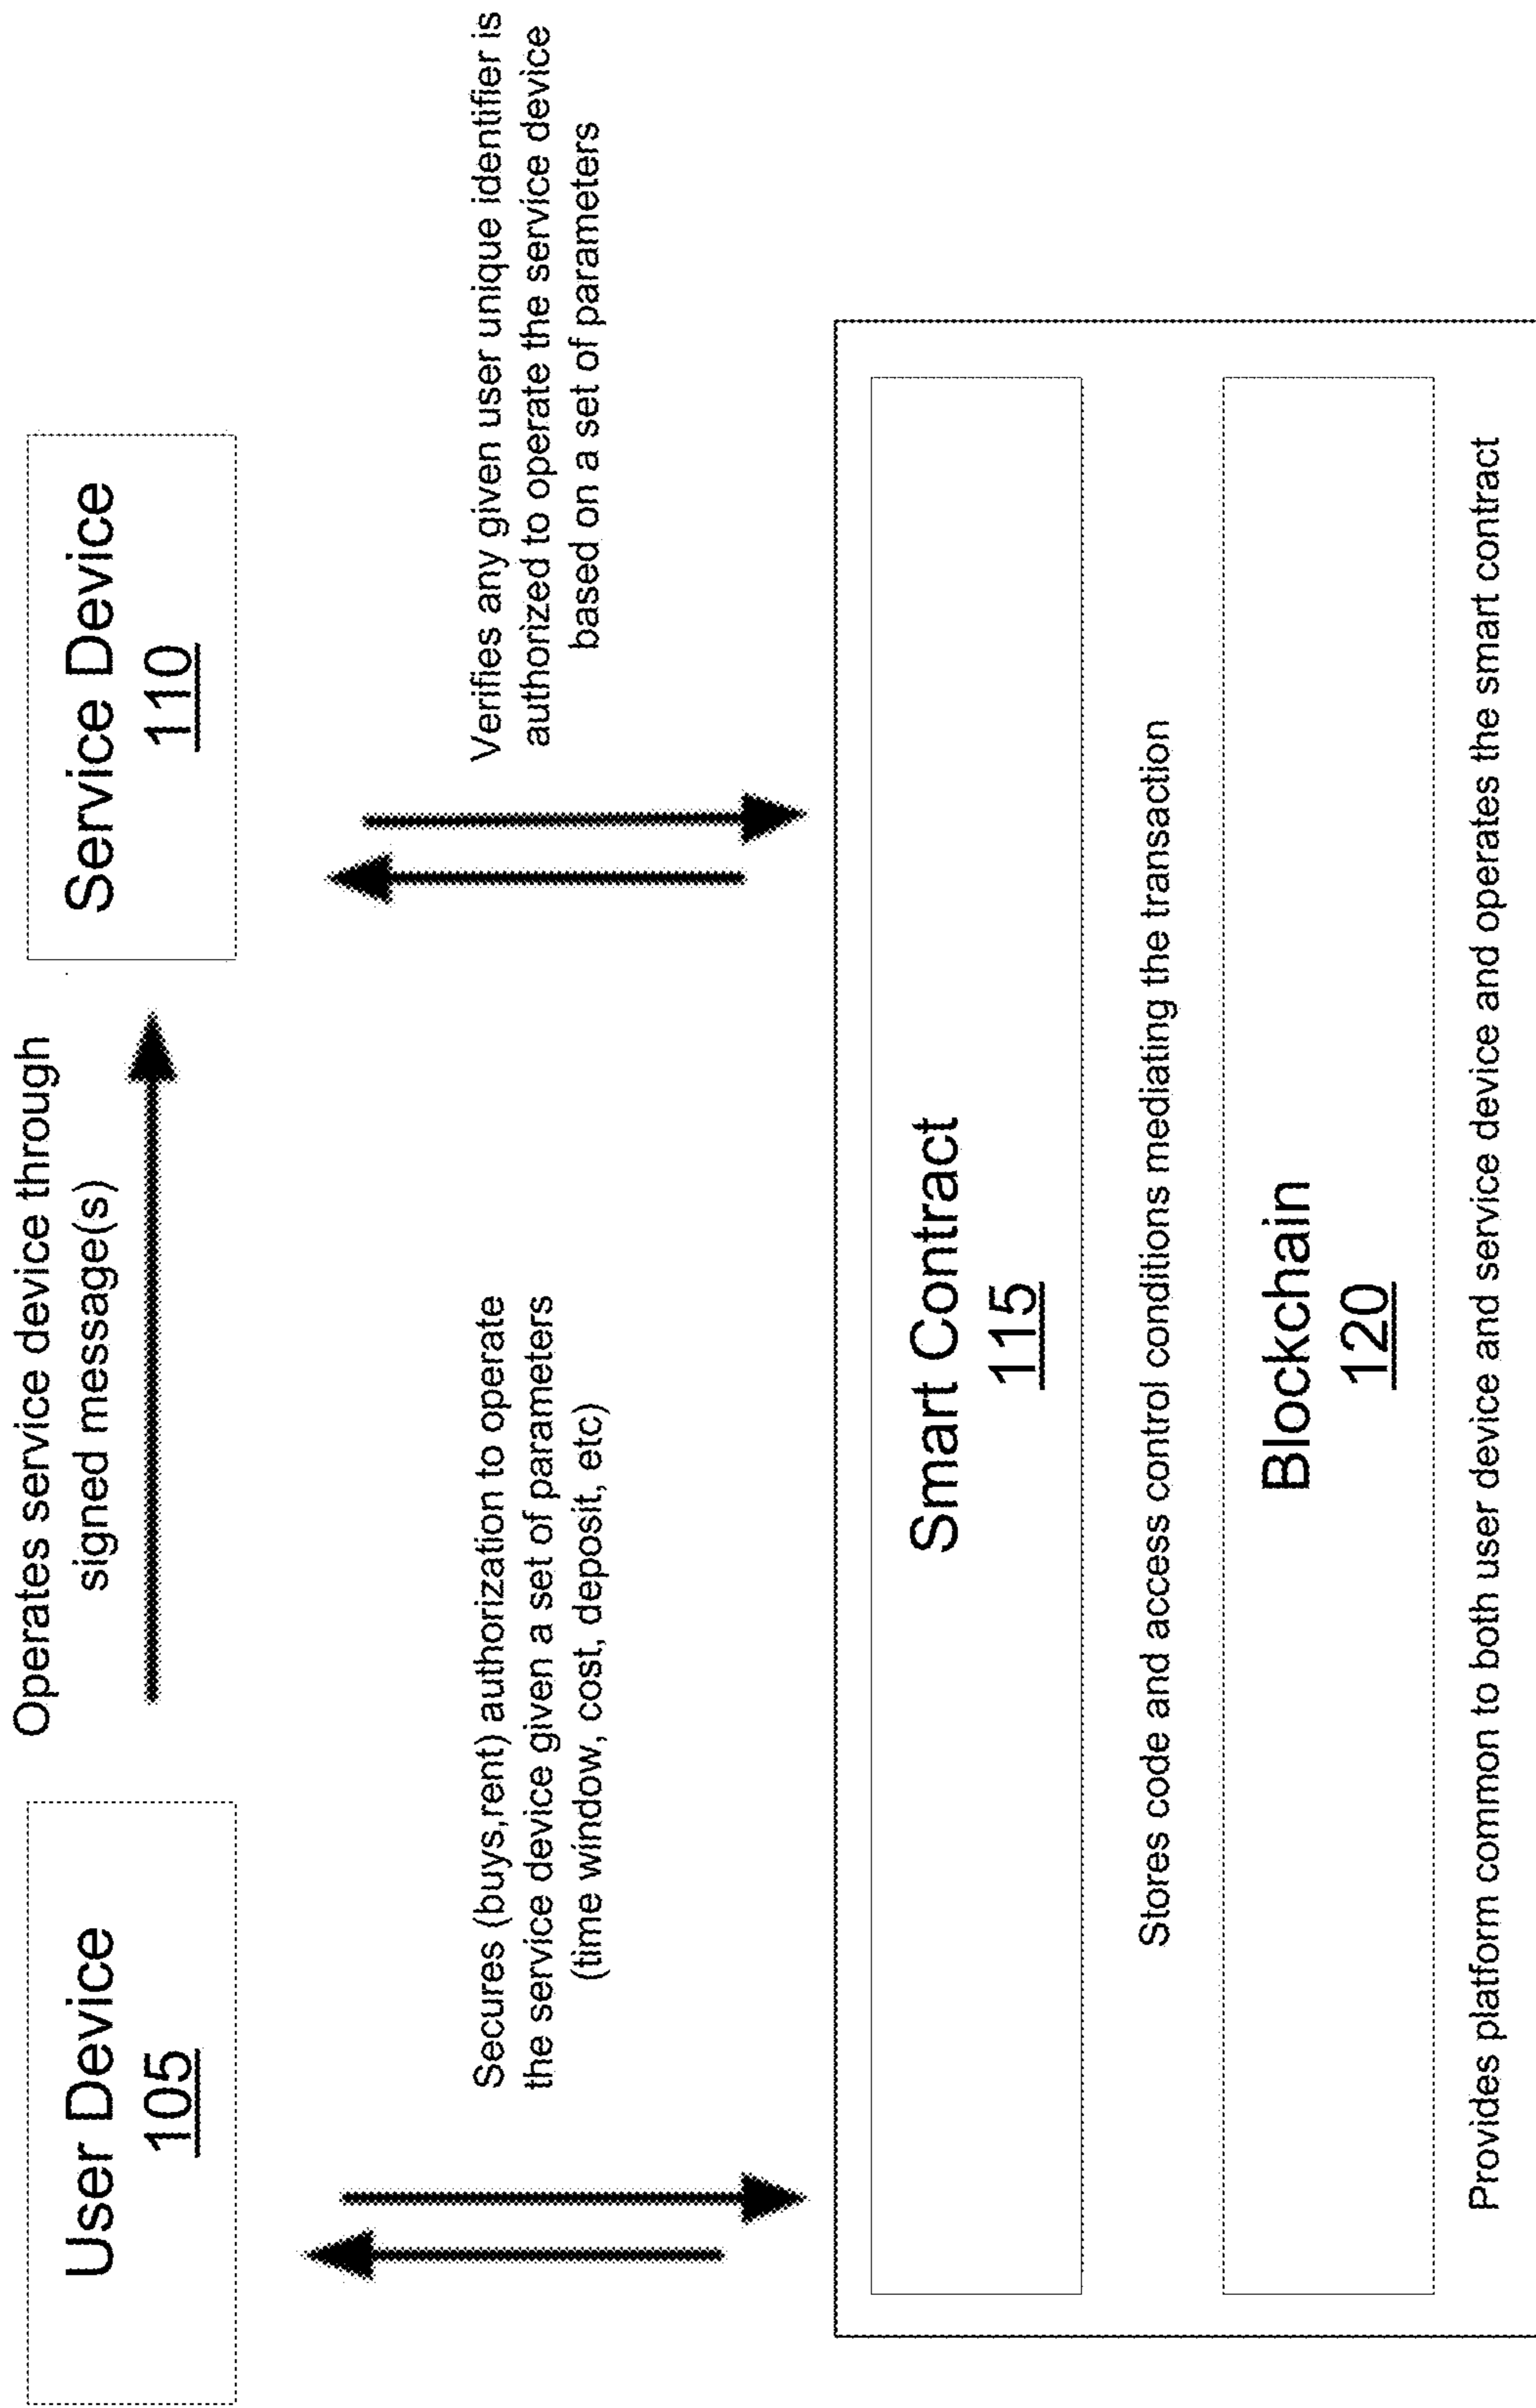 User Device
105
Operates service device through
signed message(s)
Service Device
110
Secures (buys,rent) authorization to operate
the service device given a set of parameters
(time window, cost, deposit, etc)
Verifies any given user unique identifier is
authorized to operate the service device
based on a set of parameters
Smart Contract
115
Stores code and access control conditions mediating the transaction
Blockchain
120
Provides platform common to both user device and service device and operates the smart contract